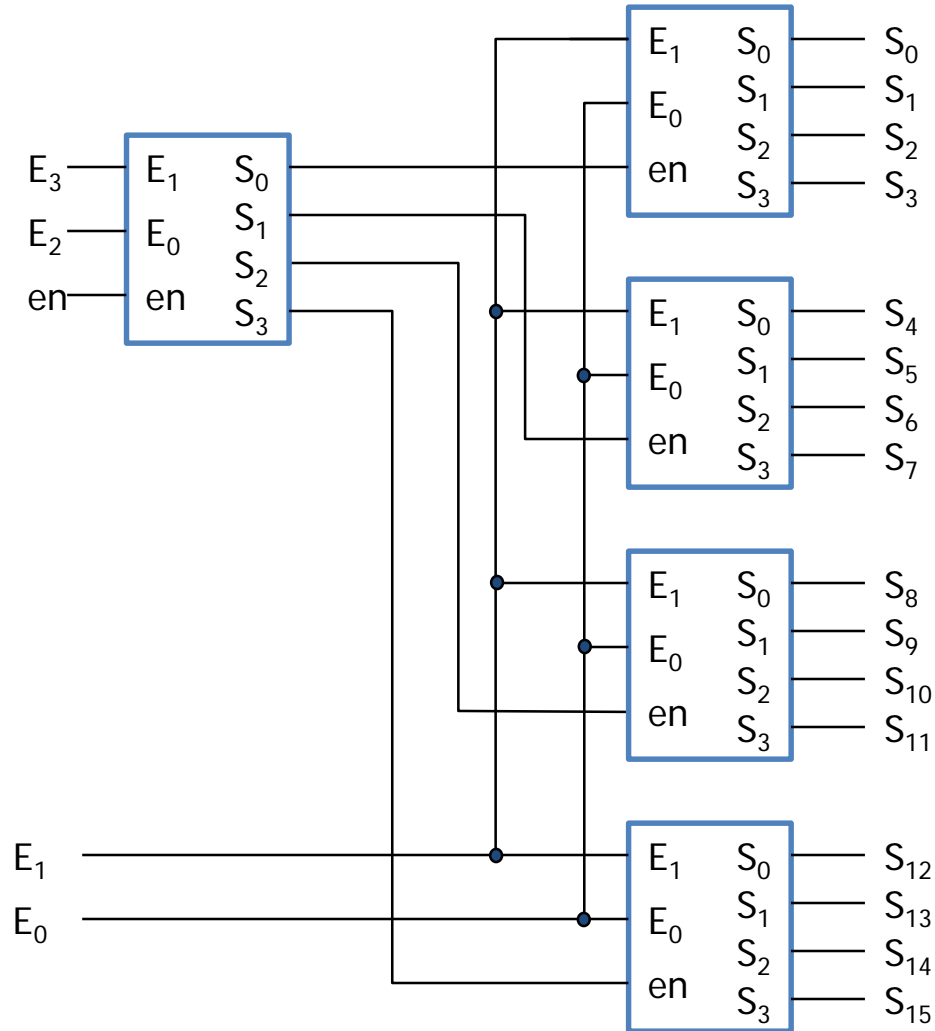 E₁ S₀ S₀
S₁ S₁
E₀
S₂ S₂
E₃ E₁ S₀ en S₃ S₃
S₁
E₂ E₀
S₂
en en S₃
E₁ S₀ S₄
S₁ S₅
E₀
S₂ S₆
en S₃ S₇
E₁ S₀ S₈
S₁ S₉
E₀
S₂ S₁₀
en S₃ S₁₁
E₁ E₁ S₀ S₁₂
S₁ S₁₃
E₀ E₀
S₂ S₁₄
en S₃ S₁₅